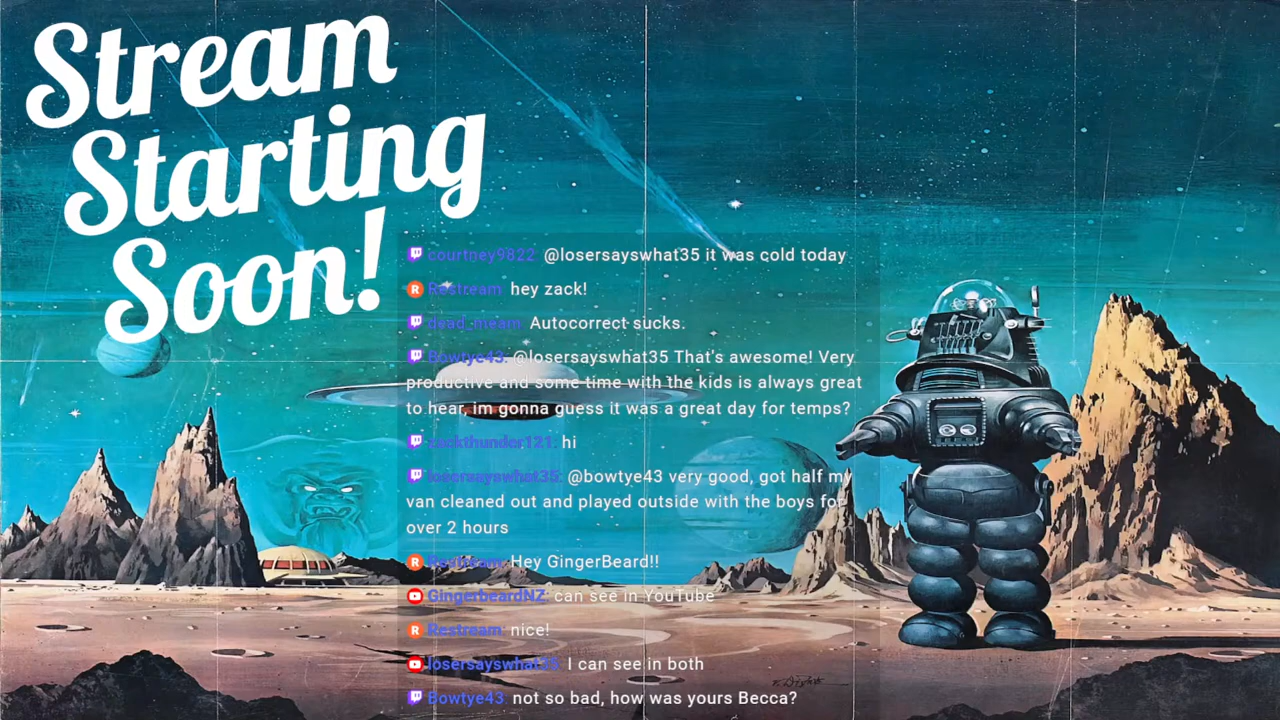 Stream
Starting
Soon!
courtney9822: @losersayswhat35 it was cold today
Restream: hey zack!
dead_meam: Autocorrect sucks.
Bowtye43: @losersayswhat35 That's awesome! Very
productive and some time with the kids is always great
to hear, im gonna guess it was a great day for temps?
zackthunder121: hi
losersayswhat35: @bowtye43 very good, got half my
van cleaned out and played outside with the boys for
over 2 hours
Restream: Hey GingerBeard!!
GingerbeardNZ: can see in YouTube
Restream: nice!
losersayswhat35: I can see in both
Bowtye43: not so bad, how was yours Becca?